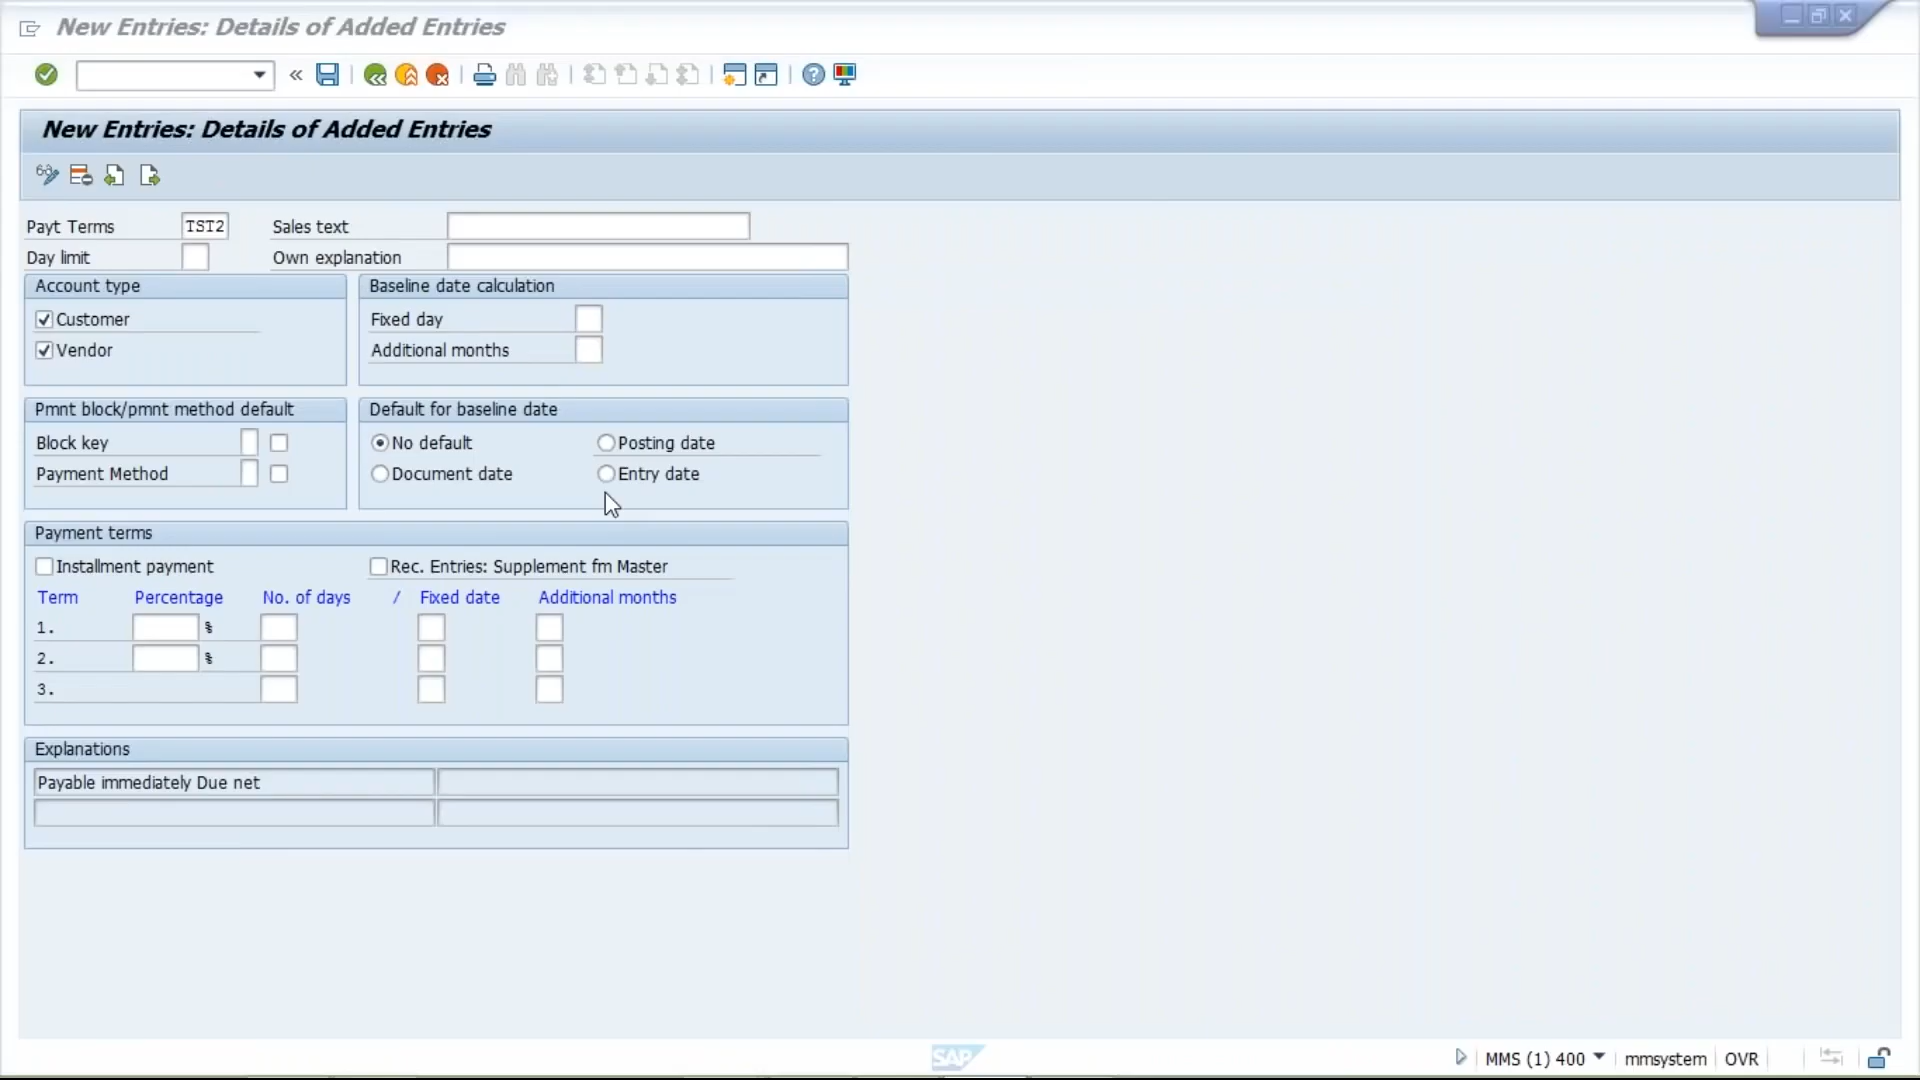 New Entries: Details of Added Entries
New Entries: Details of Added Entries
Payt Terms TST2 Sales text
Day limit Own explanation
Account type Baseline date calculation
Customer Fixed day
Vendor Additional months
Pmnt block/pmnt method default Default for baseline date
Block key No default Posting date
Payment Method Document date Entry date
Payment terms
Installment payment Rec. Entries: Supplement fm Master
Term Percentage No. of days / Fixed date Additional months
1. %
2. %
3.
Explanations
Payable immediately Due net
SAP MMS (1) 400 mmsystem OVR